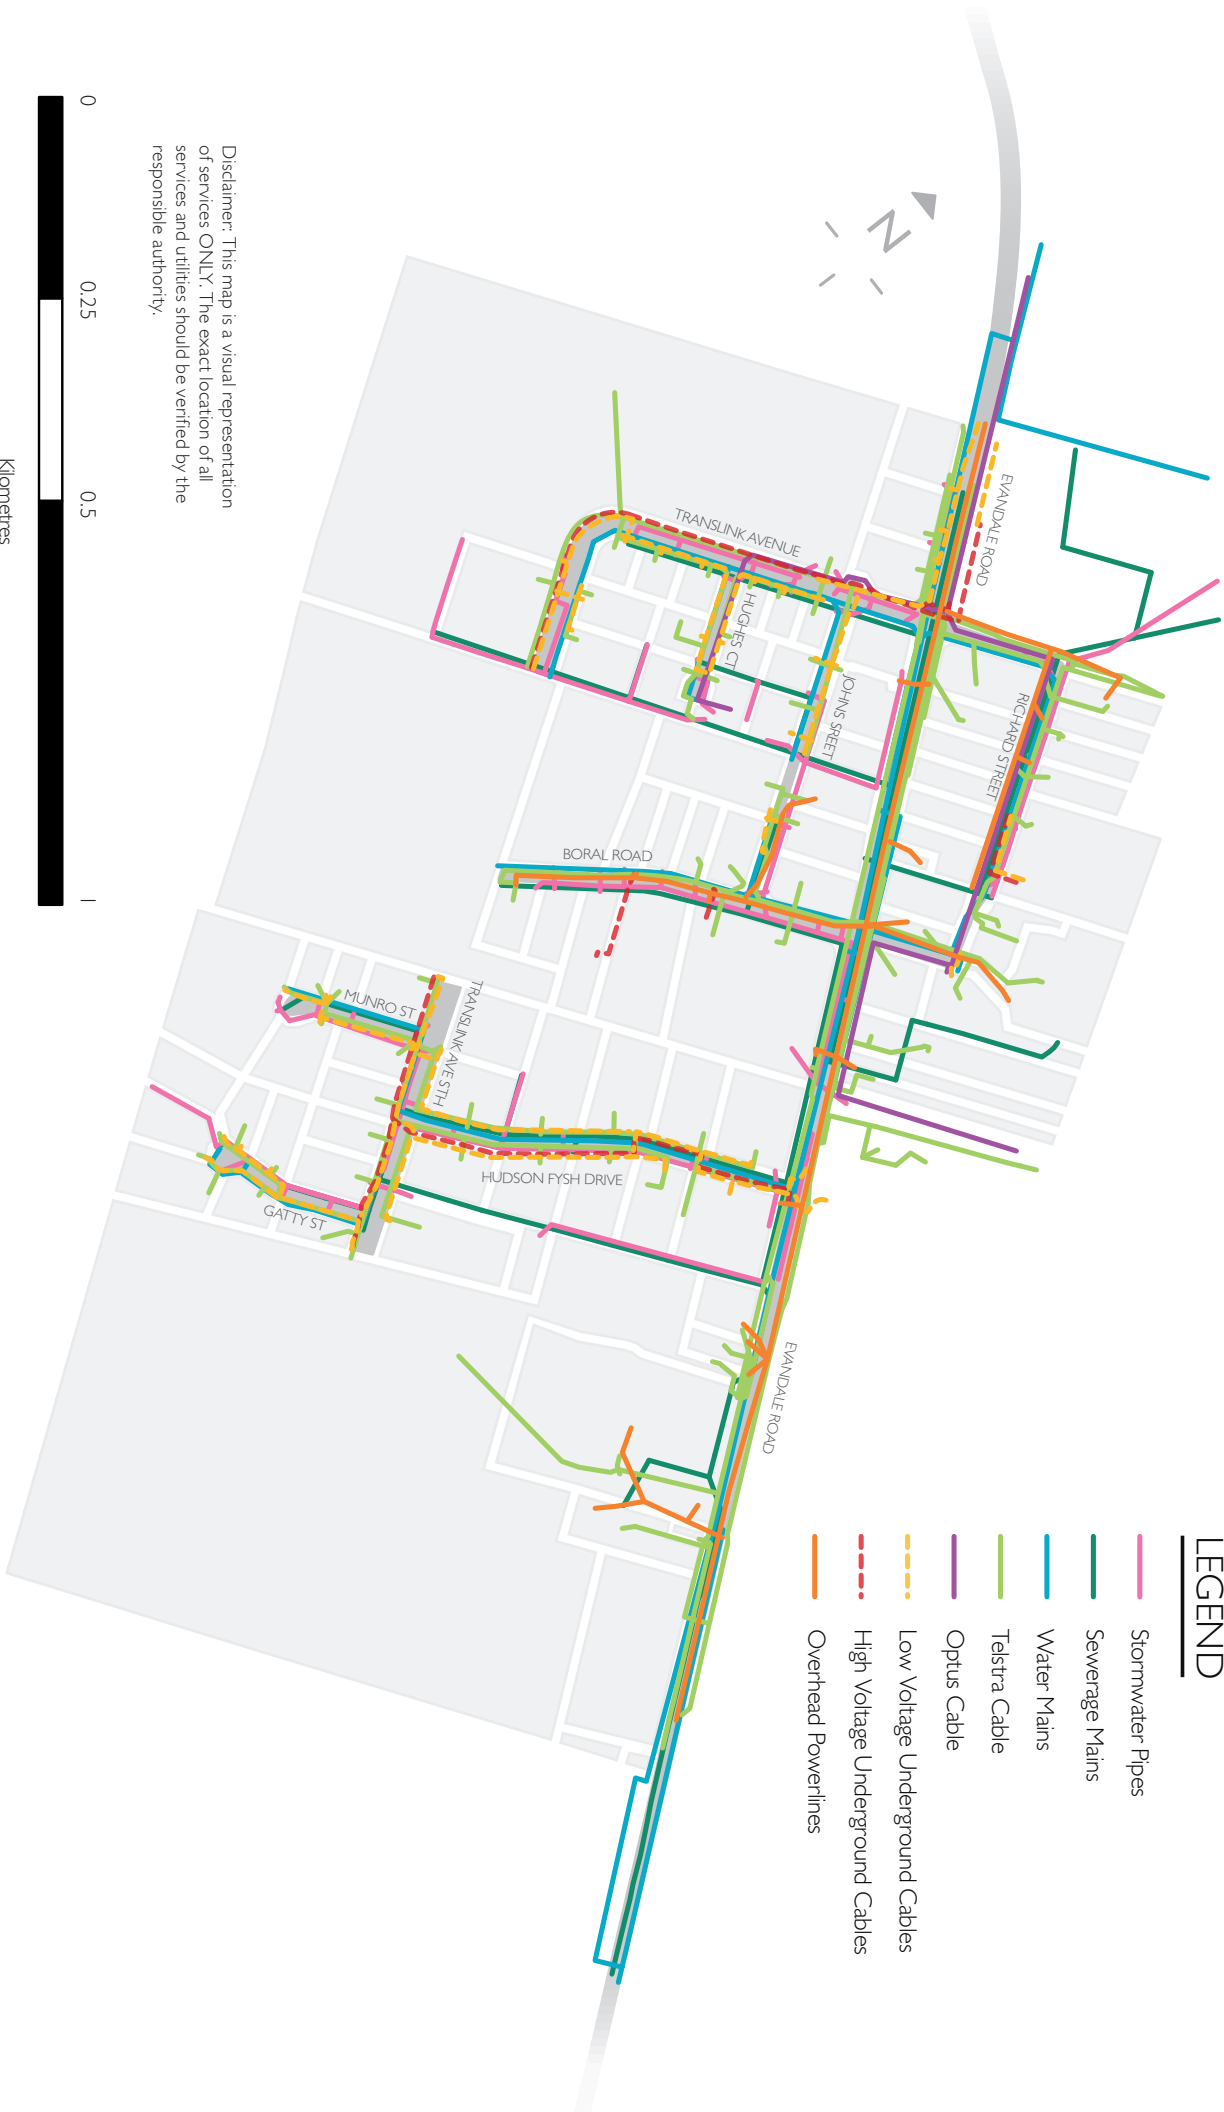 LEGEND
Stormwater Pipes
Sewerage Mains
Water Mains
Telstra Cable
Optus Cable
Low Voltage Underground Cables
High Voltage Underground Cables
Overhead Powerlines
EVANDALE ROAD
RICHARD STREET
TRANSLINK AVENUE
HUGHES CT
JOHNS SREET
BORAL ROAD
TRANSLINK AVE STH
MUNRO ST
HUDSON FYSH DRIVE
GATTY ST
EVANDALE ROAD
N
Disclaimer: This map is a visual representation
of services ONLY. The exact location of all
services and utilities should be verified by the
responsible authority.
0 0.25 0.5 1
Kilometres